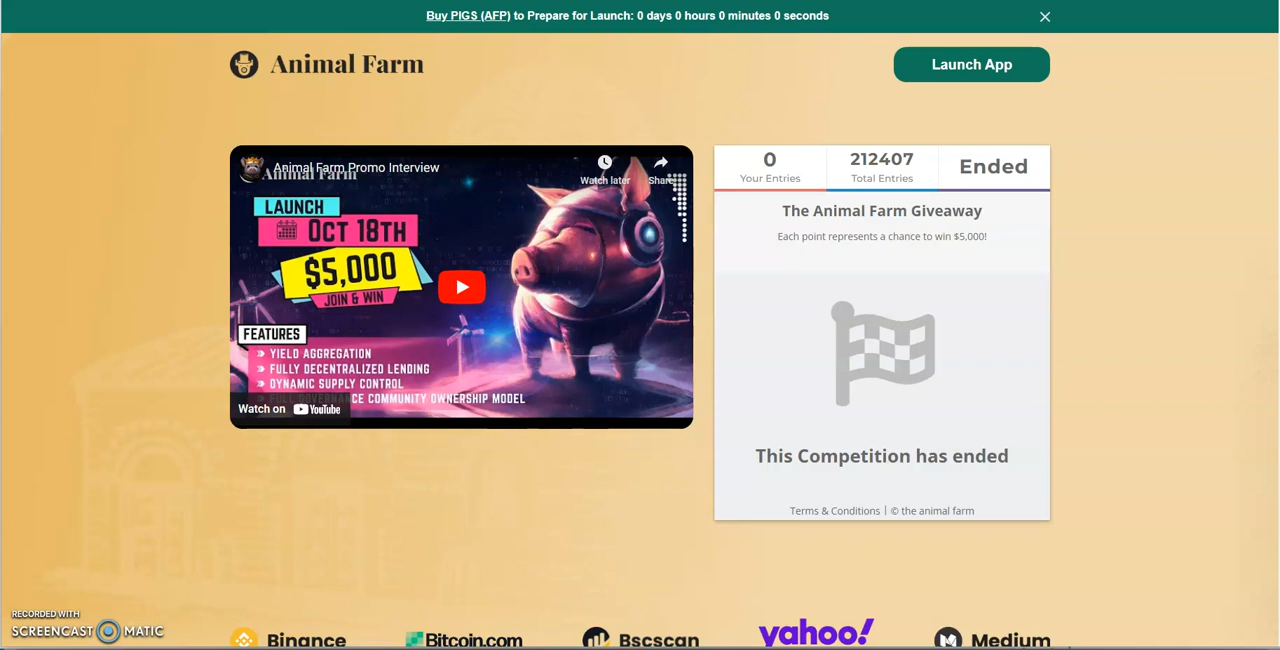 Buy PIGS (AFP) to Prepare for Launch: 0 days 0 hours 0 minutes 0 seconds
Animal Farm
Launch App
Animal Farm Promo Interview
Animal Farm
Watch later
Share
LAUNCH
OCT 18TH
$5,000
JOIN & WIN
FEATURES
YIELD AGGREGATION
FULLY DECENTRALIZED LENDING
DYNAMIC SUPPLY CONTROL
FULL GOVERNANCE COMMUNITY OWNERSHIP MODEL
Watch on YouTube
0
Your Entries
212407
Total Entries
Ended
The Animal Farm Giveaway
Each point represents a chance to win $5,000!
This Competition has ended
Terms & Conditions | © the animal farm
RECORDED WITH
SCREENCAST MATIC
Binance
Bitcoin.com
Bscscan
yahoo!
Medium